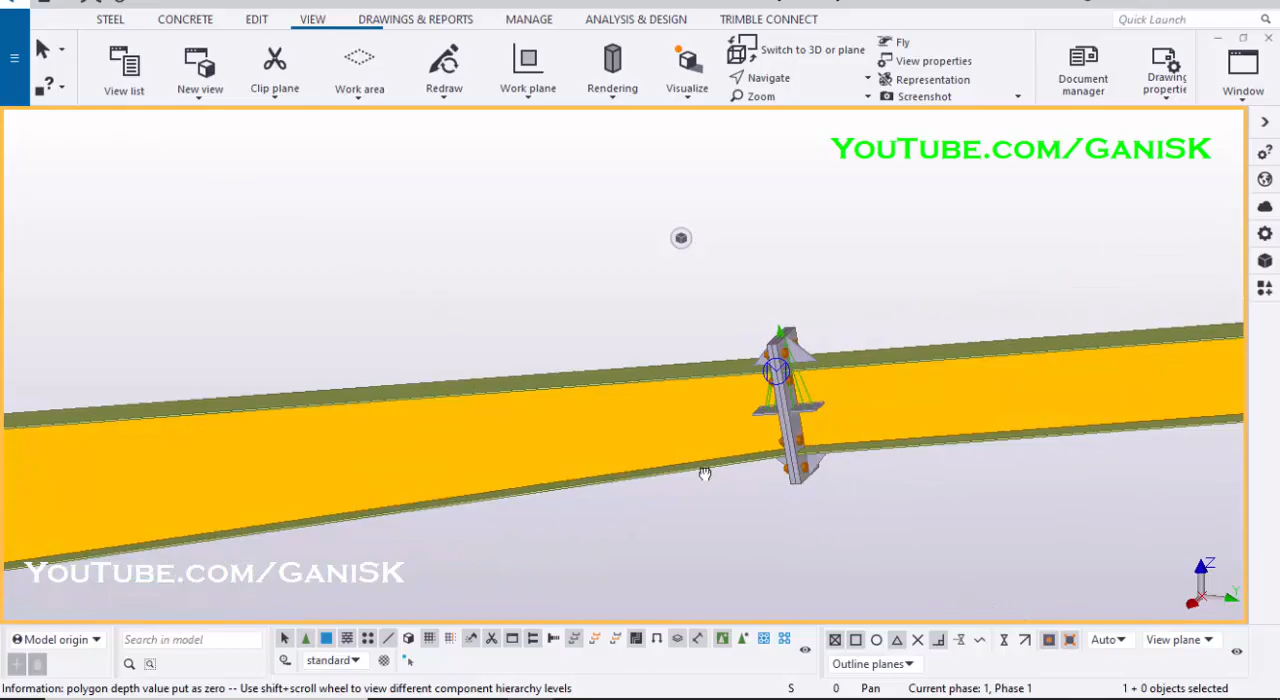 STEEL CONCRETE EDIT VIEW DRAWINGS & REPORTS MANAGE ANALYSIS & DESIGN TRIMBLE CONNECT Quick Launch
View list
New view
Clip plane
Work area
Redraw
Work plane
Rendering
Visualize
Switch to 3D or plane
Navigate
Zoom
Fly
View properties
Representation
Screenshot
Document
manager
Drawing
properties
Window
YouTube.com/GaniSK
YouTube.com/GaniSK
Z
Y
Model origin Search in model
standard
Auto View plane
Outline planes
Information: polygon depth value put as zero -- Use shift+scroll wheel to view different component hierarchy levels S 0 Pan Current phase: 1, Phase 1 1 + 0 objects selected